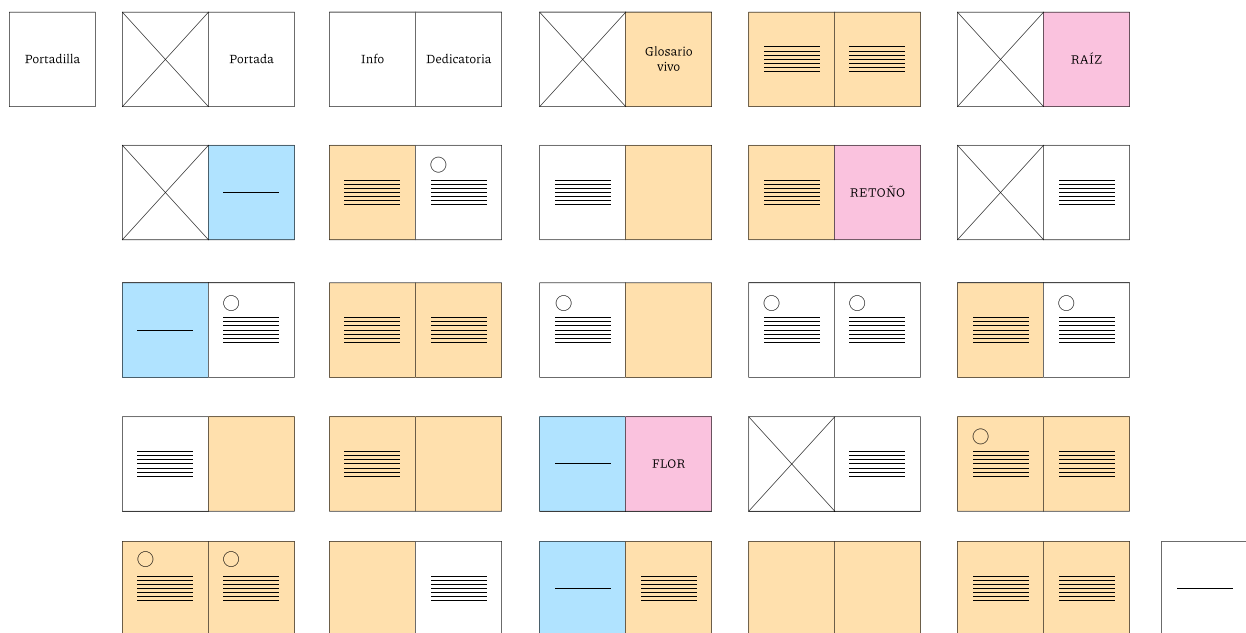 Portadilla
Portada
Info
Dedicatoria
Glosario
vivo
RAÍZ
RETOÑO
FLOR